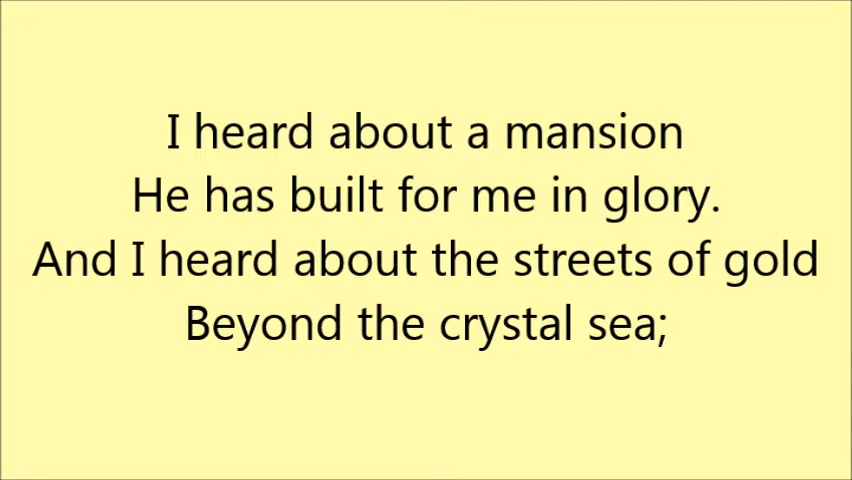 I heard about a mansion
He has built for me in glory.
And I heard about the streets of gold
Beyond the crystal sea;